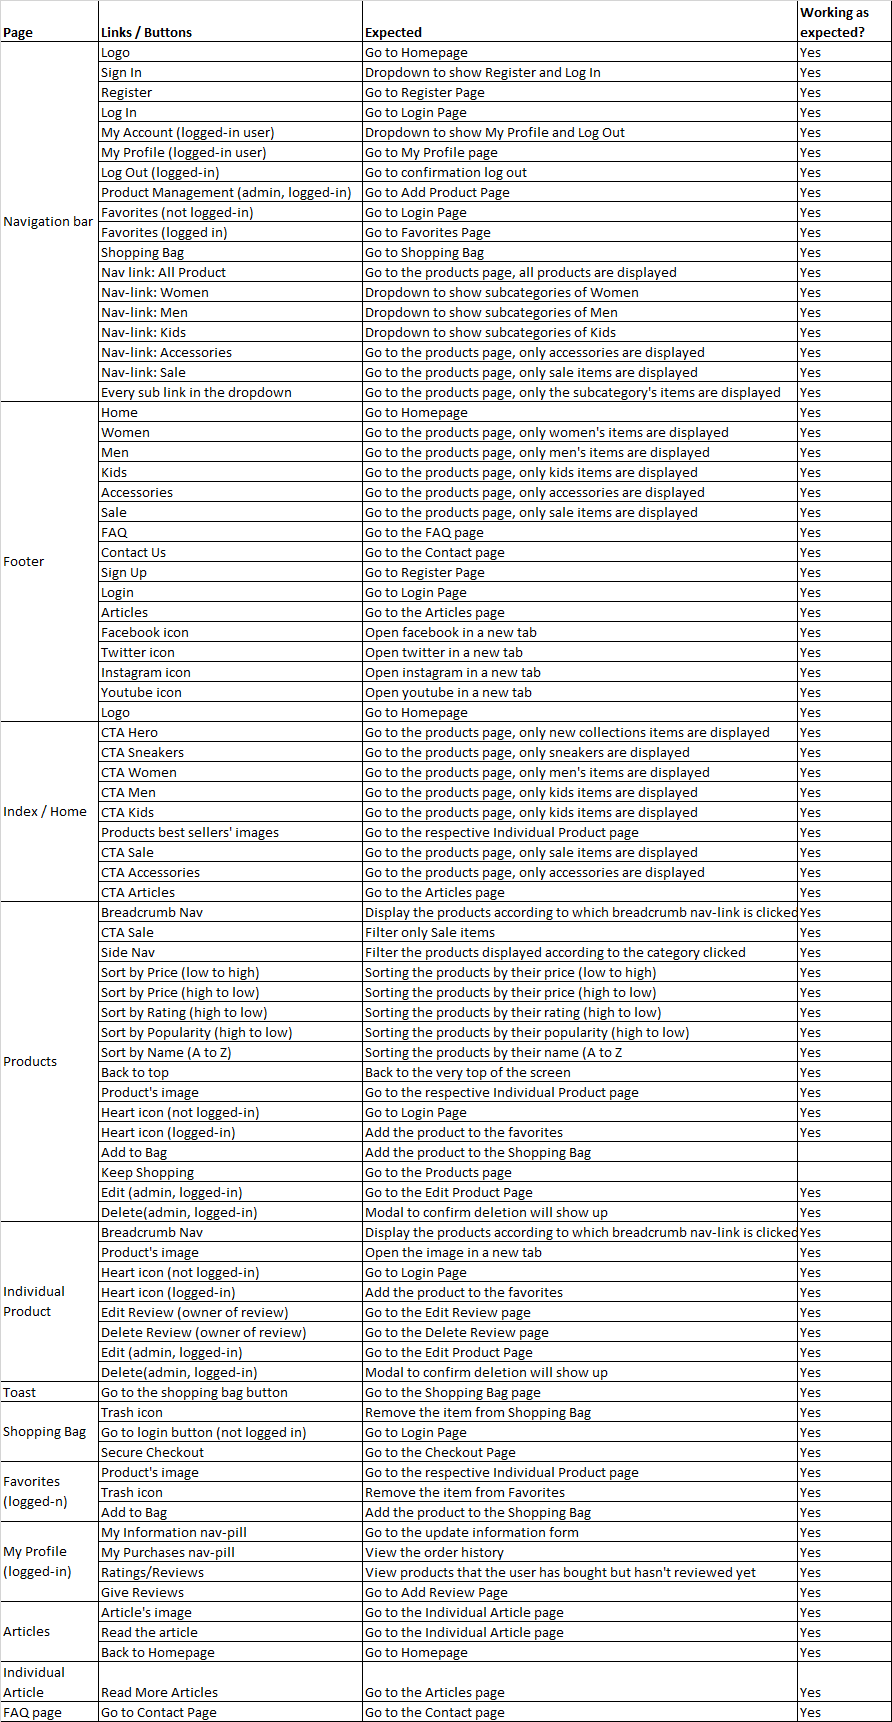 Page Links / Buttons Expected Working as expected?
Navigation bar
Logo Go to Homepage Yes
Sign In Dropdown to show Register and Log In Yes
Register Go to Register Page Yes
Log In Go to Login Page Yes
My Account (logged-in user) Dropdown to show My Profile and Log Out Yes
My Profile (logged-in user) Go to My Profile page Yes
Log Out (logged-in) Go to confirmation log out Yes
Product Management (admin, logged-in) Go to Add Product Page Yes
Favorites (not logged-in) Go to Login Page Yes
Favorites (logged in) Go to Favorites Page Yes
Shopping Bag Go to Shopping Bag Yes
Nav link: All Product Go to the products page, all products are displayed Yes
Nav-link: Women Dropdown to show subcategories of Women Yes
Nav-link: Men Dropdown to show subcategories of Men Yes
Nav-link: Kids Dropdown to show subcategories of Kids Yes
Nav-link: Accessories Go to the products page, only accessories are displayed Yes
Nav-link: Sale Go to the products page, only sale items are displayed Yes
Every sub link in the dropdown Go to the products page, only the subcategory's items are displayed Yes
Footer
Home Go to Homepage Yes
Women Go to the products page, only women's items are displayed Yes
Men Go to the products page, only men's items are displayed Yes
Kids Go to the products page, only kids items are displayed Yes
Accessories Go to the products page, only accessories are displayed Yes
Sale Go to the products page, only sale items are displayed Yes
FAQ Go to the FAQ page Yes
Contact Us Go to the Contact page Yes
Sign Up Go to Register Page Yes
Login Go to Login Page Yes
Articles Go to the Articles page Yes
Facebook icon Open facebook in a new tab Yes
Twitter icon Open twitter in a new tab Yes
Instagram icon Open instagram in a new tab Yes
Youtube icon Open youtube in a new tab Yes
Logo Go to Homepage Yes
Index / Home
CTA Hero Go to the products page, only new collections items are displayed Yes
CTA Sneakers Go to the products page, only sneakers are displayed Yes
CTA Women Go to the products page, only men's items are displayed Yes
CTA Men Go to the products page, only kids items are displayed Yes
CTA Kids Go to the products page, only kids items are displayed Yes
Products best sellers' images Go to the respective Individual Product page Yes
CTA Sale Go to the products page, only sale items are displayed Yes
CTA Accessories Go to the products page, only accessories are displayed Yes
CTA Articles Go to the Articles page Yes
Products
Breadcrumb Nav Display the products according to which breadcrumb nav-link is clicked Yes
CTA Sale Filter only Sale items Yes
Side Nav Filter the products displayed according to the category clicked Yes
Sort by Price (low to high) Sorting the products by their price (low to high) Yes
Sort by Price (high to low) Sorting the products by their price (high to low) Yes
Sort by Rating (high to low) Sorting the products by their rating (high to low) Yes
Sort by Popularity (high to low) Sorting the products by their popularity (high to low) Yes
Sort by Name (A to Z) Sorting the products by their name (A to Z Yes
Back to top Back to the very top of the screen Yes
Product's image Go to the respective Individual Product page Yes
Heart icon (not logged-in) Go to Login Page Yes
Heart icon (logged-in) Add the product to the favorites Yes
Add to Bag Add the product to the Shopping Bag
Keep Shopping Go to the Products page
Edit (admin, logged-in) Go to the Edit Product Page Yes
Delete(admin, logged-in) Modal to confirm deletion will show up Yes
Individual Product
Breadcrumb Nav Display the products according to which breadcrumb nav-link is clicked Yes
Product's image Open the image in a new tab Yes
Heart icon (not logged-in) Go to Login Page Yes
Heart icon (logged-in) Add the product to the favorites Yes
Edit Review (owner of review) Go to the Edit Review page Yes
Delete Review (owner of review) Go to the Delete Review page Yes
Edit (admin, logged-in) Go to the Edit Product Page Yes
Delete(admin, logged-in) Modal to confirm deletion will show up Yes
Toast Go to the shopping bag button Go to the Shopping Bag page Yes
Shopping Bag
Trash icon Remove the item from Shopping Bag Yes
Go to login button (not logged in) Go to Login Page Yes
Secure Checkout Go to the Checkout Page Yes
Favorites (logged-n)
Product's image Go to the respective Individual Product page Yes
Trash icon Remove the item from Favorites Yes
Add to Bag Add the product to the Shopping Bag Yes
My Profile (logged-in)
My Information nav-pill Go to the update information form Yes
My Purchases nav-pill View the order history Yes
Ratings/Reviews View products that the user has bought but hasn't reviewed yet Yes
Give Reviews Go to Add Review Page Yes
Articles
Article's image Go to the Individual Article page Yes
Read the article Go to the Individual Article page Yes
Back to Homepage Go to Homepage Yes
Individual Article
Read More Articles Go to the Articles page Yes
FAQ page Go to Contact Page Go to the Contact page Yes